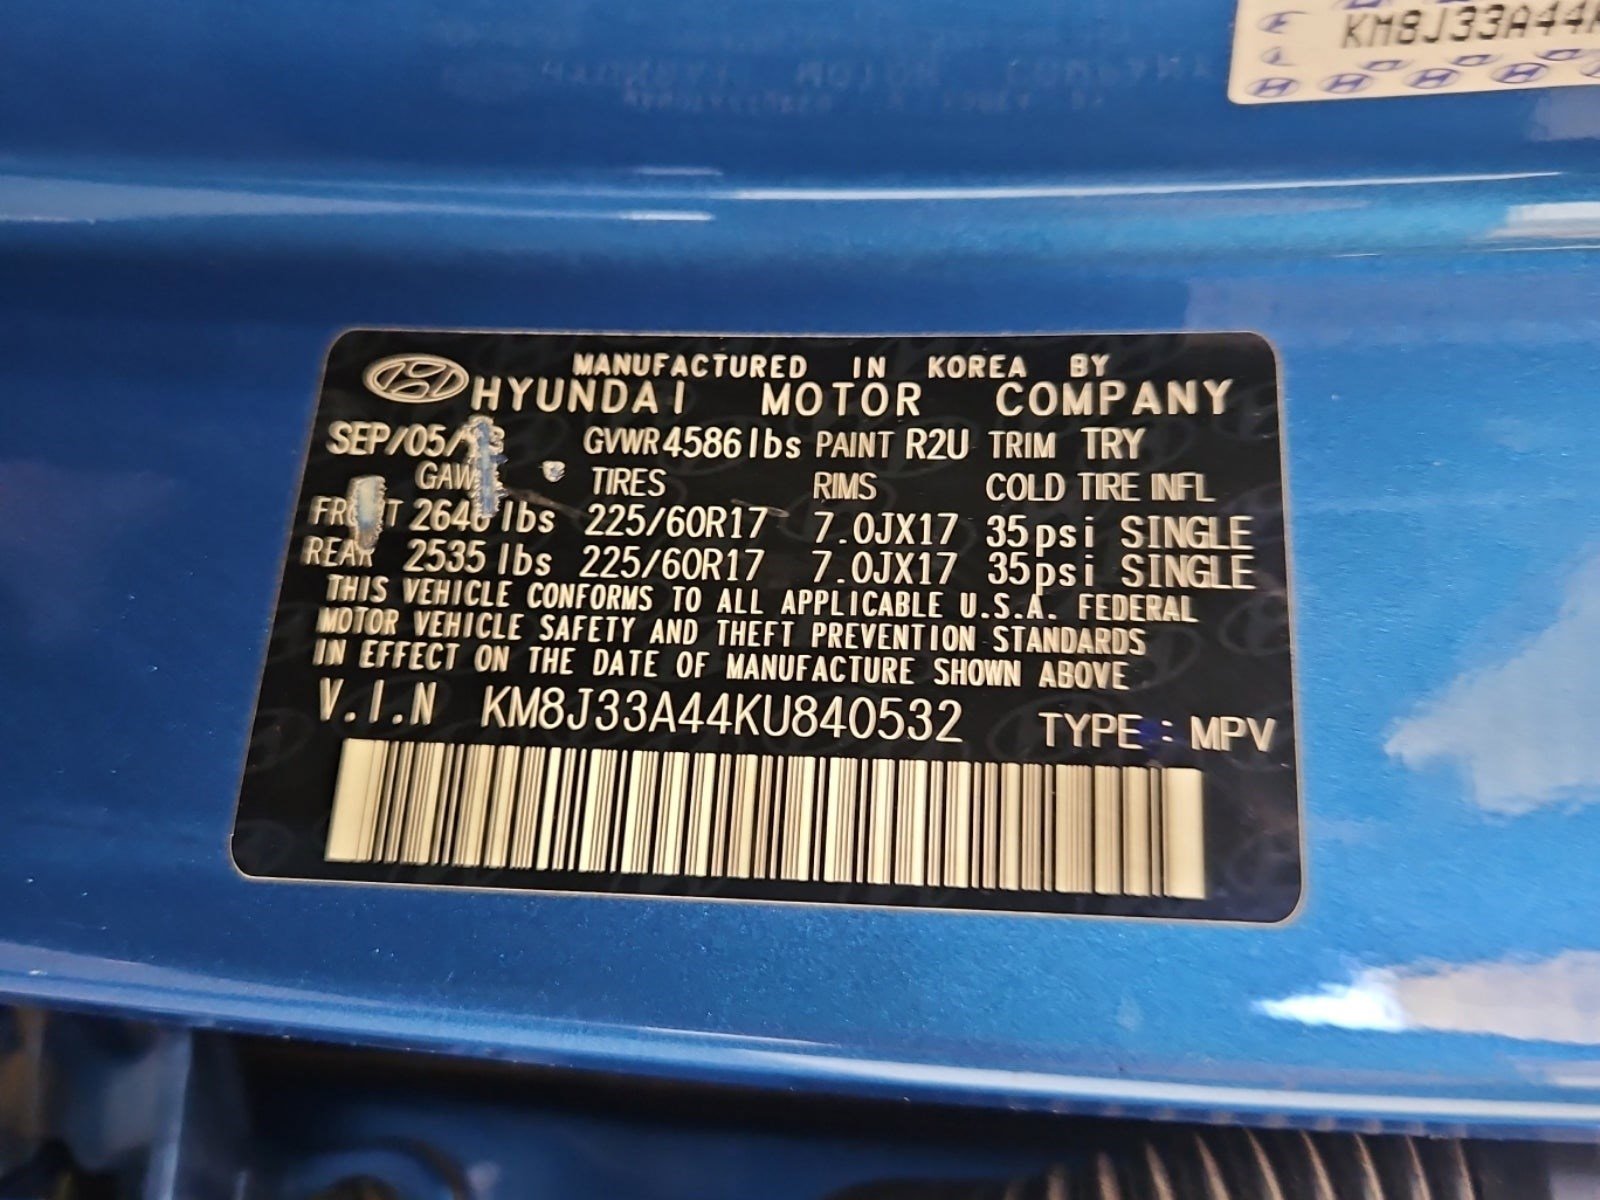 KM8J33A44
MANUFACTURED IN KOREA BY
HYUNDAI MOTOR COMPANY
SEP/05/ GVWR 4586 lbs PAINT R2U TRIM TRY
TIRES RIMS COLD TIRE INFL
lbs 225/60R17 7.0JX17 35psi SINGLE
REAR 2535 lbs 225/60R17 7.0JX17 35psi SINGLE
THIS VEHICLE CONFORMS TO ALL APPLICABLE U.S.A. FEDERAL
MOTOR VEHICLE SAFETY AND THEFT PREVENTION STANDARDS
IN EFFECT ON THE DATE OF MANUFACTURE SHOWN ABOVE.
V.I.N KM8J33A44KU840532 TYPE : MPV